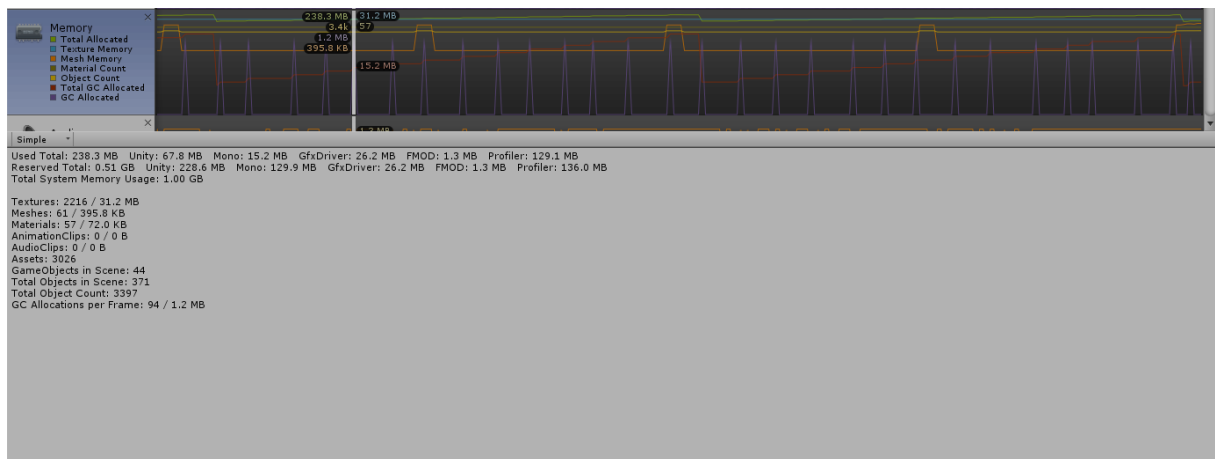 Memory
Total Allocated
Texture Memory
Mesh Memory
Material Count
Object Count
Total GC Allocated
GC Allocated
238.3 MB 31.2 MB
3.4k 57
1.2 MB
395.8 KB
15.2 MB
1.3 MB
Simple
Used Total: 238.3 MB Unity: 67.8 MB Mono: 15.2 MB GfxDriver: 26.2 MB FMOD: 1.3 MB Profiler: 129.1 MB
Reserved Total: 0.51 GB Unity: 228.6 MB Mono: 129.9 MB GfxDriver: 26.2 MB FMOD: 1.3 MB Profiler: 136.0 MB
Total System Memory Usage: 1.00 GB
Textures: 2216 / 31.2 MB
Meshes: 61 / 395.8 KB
Materials: 57 / 72.0 KB
AnimationClips: 0 / 0 B
AudioClips: 0 / 0 B
Assets: 3026
GameObjects in Scene: 44
Total Objects in Scene: 371
Total Object Count: 3397
GC Allocations per Frame: 94 / 1.2 MB